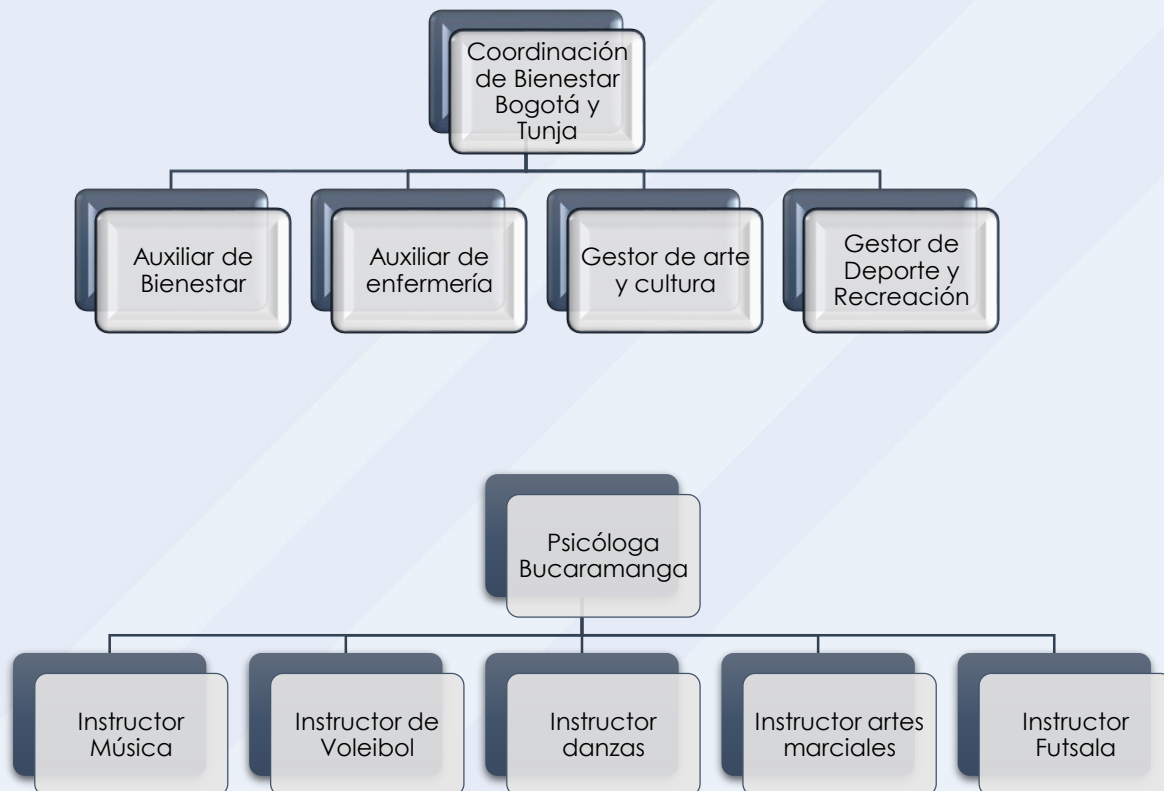 Coordinación
de Bienestar
Bogotá y
Tunja
Auxiliar de
Bienestar
Auxiliar de
enfermería
Gestor de arte
y cultura
Gestor de
Deporte y
Recreación
Psicóloga
Bucaramanga
Instructor
Música
Instructor de
Voleibol
Instructor
danzas
Instructor artes
marciales
Instructor
Futsala